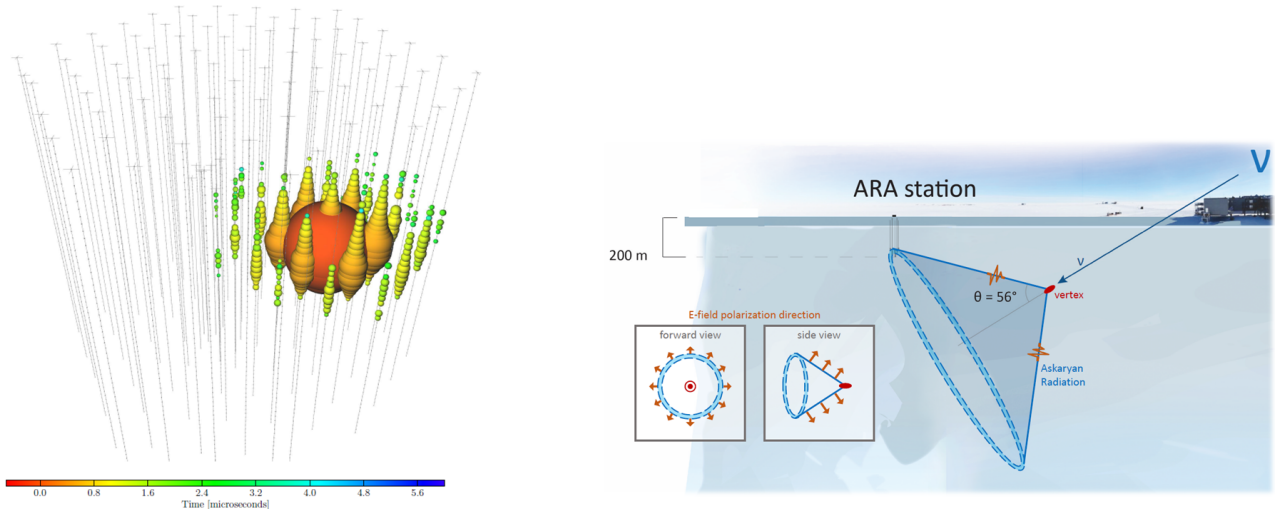 0.0 0.8 1.6 2.4 3.2 4.0 4.8 5.6
Time [microseconds]
ν
ARA station
200 m
ν
θ = 56°
vertex
E-field polarization direction
forward view
side view
Askaryan
Radiation